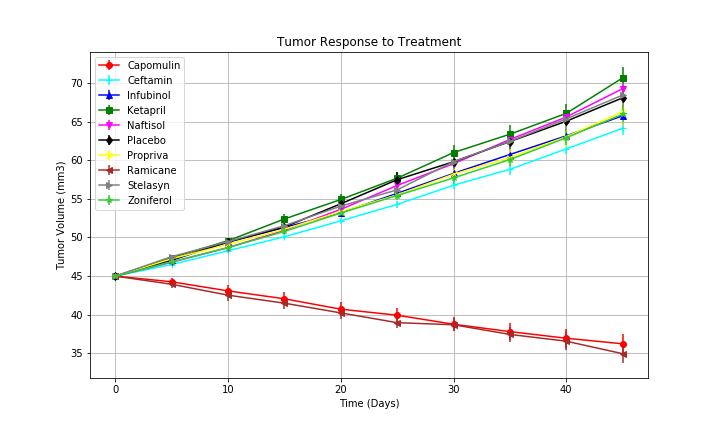 Tumor Response to Treatment
Capomulin
Ceftamin
Infubinol
Ketapril
Naftisol
Placebo
Propriva
Ramicane
Stelasyn
Zoniferol
Tumor Volume (mm3)
70
65
60
55
50
45
40
35
0
10
20
30
40
Time (Days)